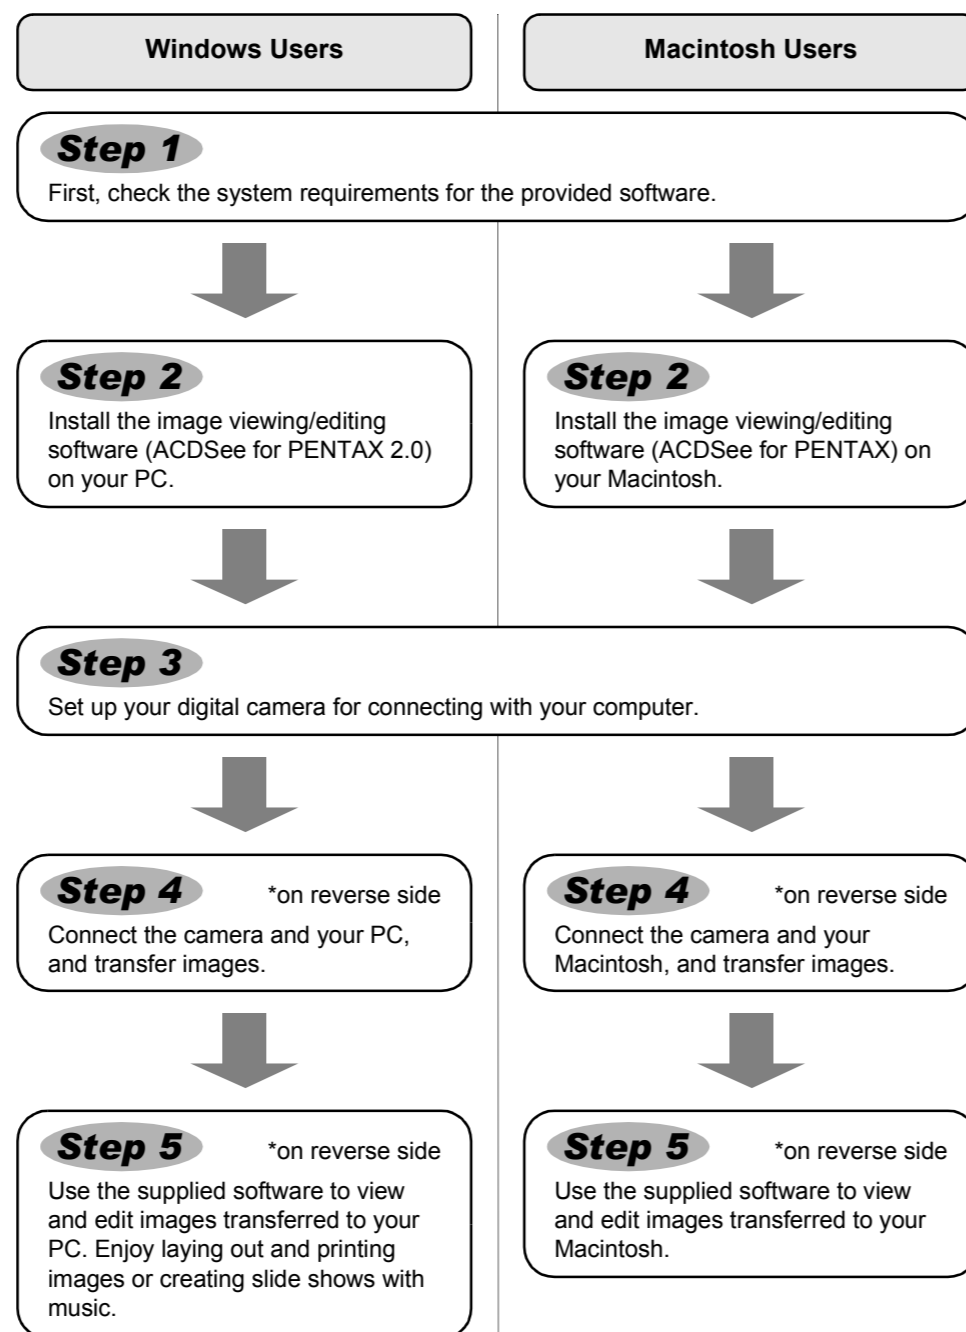 Windows Users
Macintosh Users
Step 1
First, check the system requirements for the provided software.
Step 2
Install the image viewing/editing
software (ACDSee for PENTAX 2.0)
on your PC.
Step 2
Install the image viewing/editing
software (ACDSee for PENTAX) on
your Macintosh.
Step 3
Set up your digital camera for connecting with your computer.
Step 4 *on reverse side
Connect the camera and your PC,
and transfer images.
Step 4 *on reverse side
Connect the camera and your
Macintosh, and transfer images.
Step 5 *on reverse side
Use the supplied software to view
and edit images transferred to your
PC. Enjoy laying out and printing
images or creating slide shows with
music.
Step 5 *on reverse side
Use the supplied software to view
and edit images transferred to your
Macintosh.